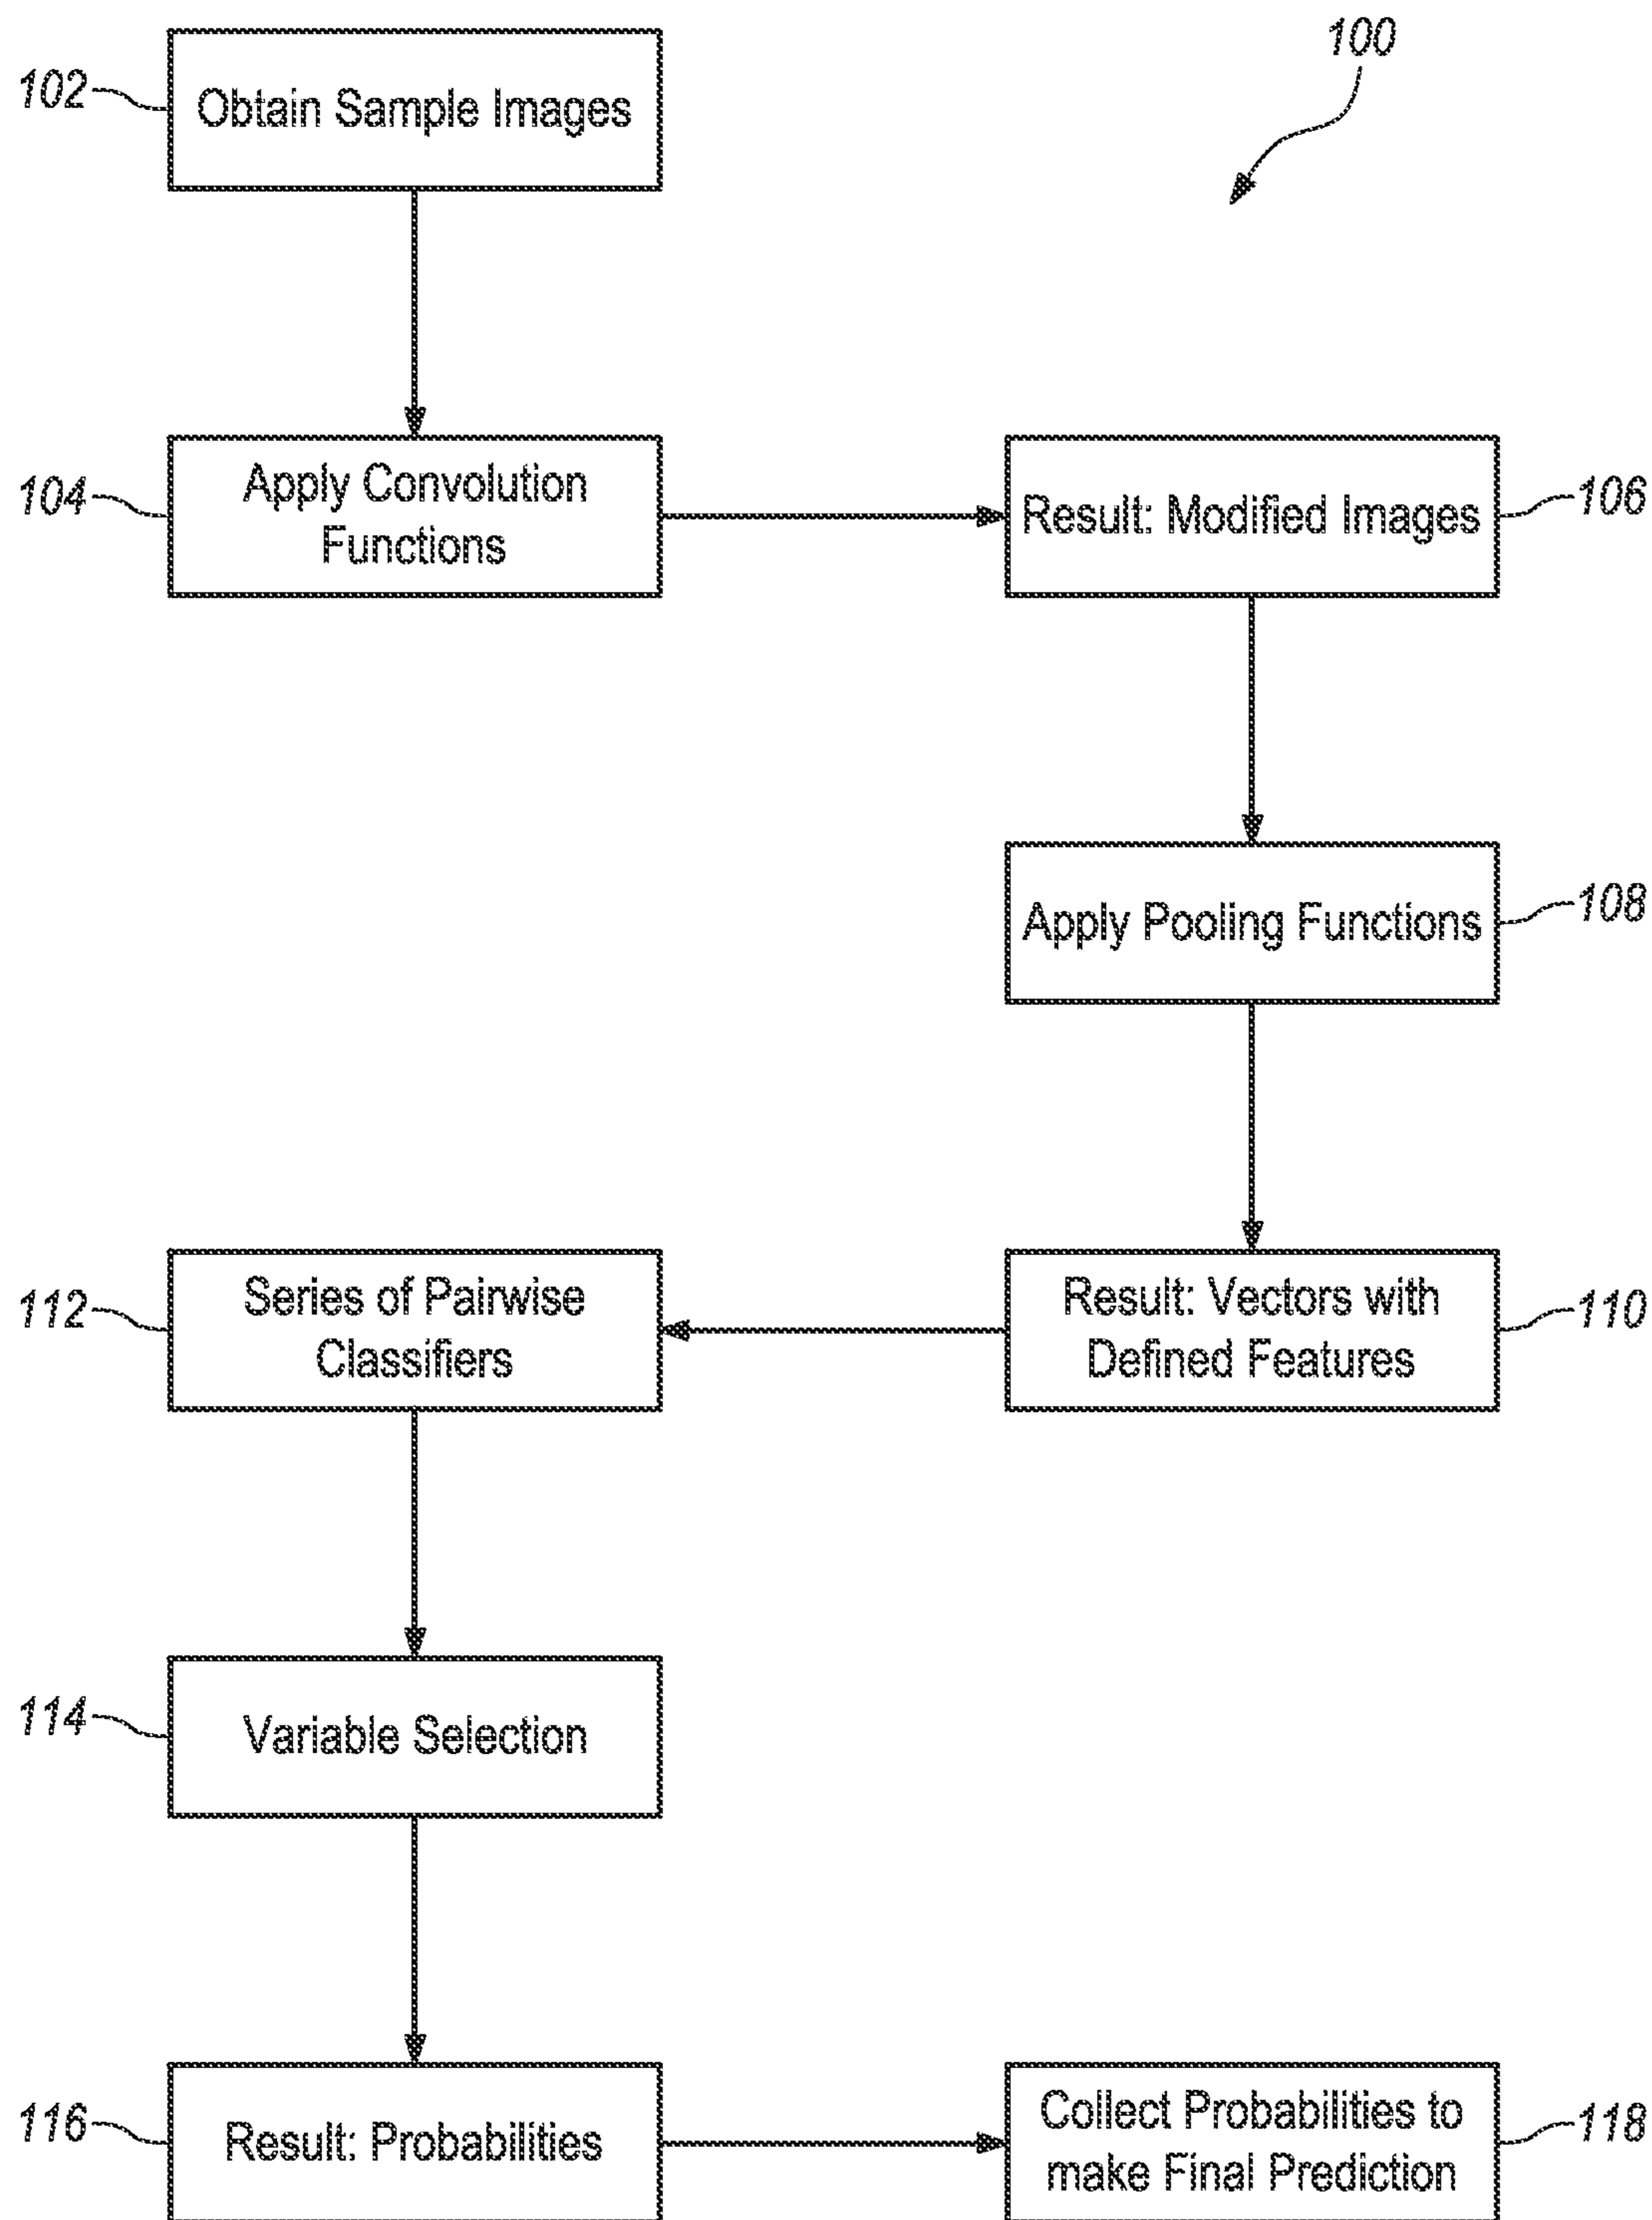 100
102
Obtain Sample Images
104
Apply Convolution
Functions
Result: Modified Images
106
Apply Pooling Functions
108
112
Series of Pairwise
Classifiers
Result: Vectors with
Defined Features
110
114
Variable Selection
116
Result: Probabilities
Collect Probabilities to
make Final Prediction
118